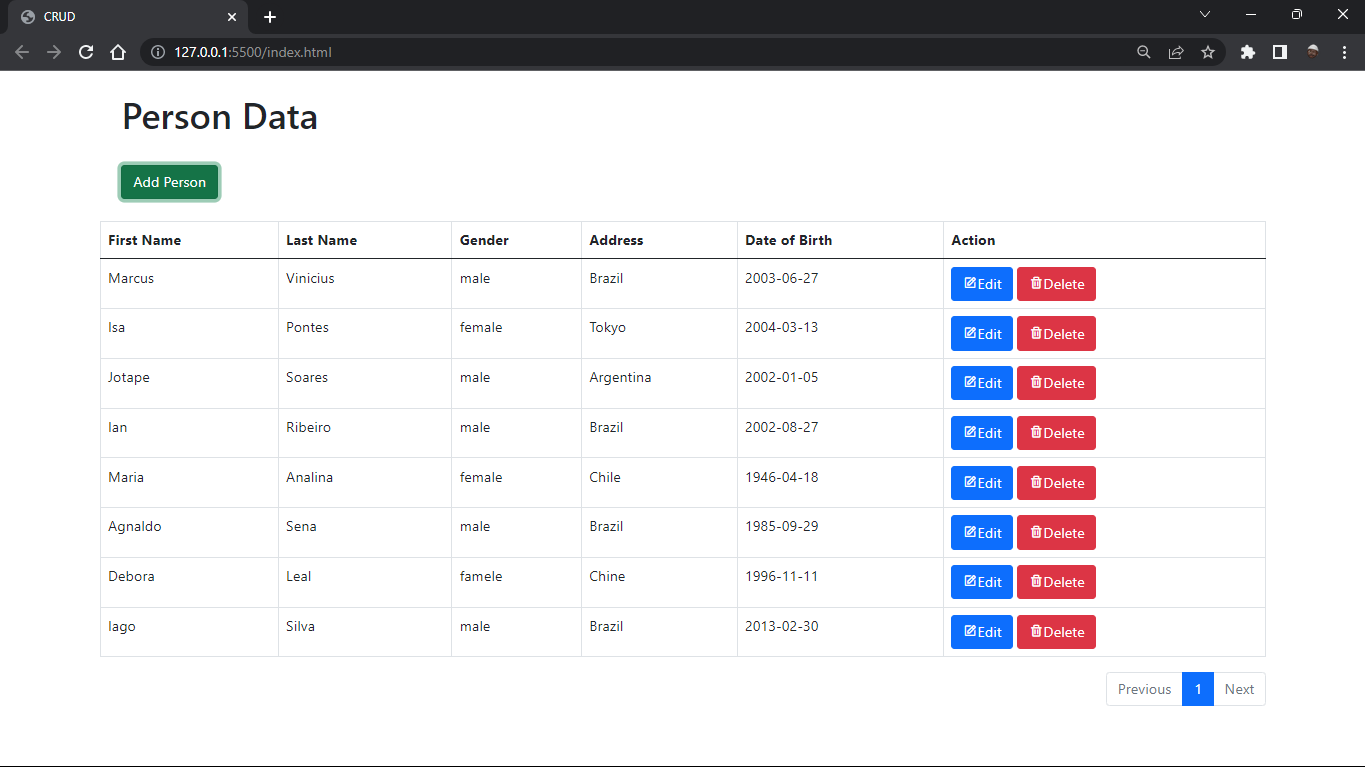 CRUD
127.0.0.1:5500/index.html
Person Data
Add Person
First Name Last Name Gender Address Date of Birth Action
Marcus Vinicius male Brazil 2003-06-27 Edit Delete
Isa Pontes female Tokyo 2004-03-13 Edit Delete
Jotape Soares male Argentina 2002-01-05 Edit Delete
Ian Ribeiro male Brazil 2002-08-27 Edit Delete
Maria Analina female Chile 1946-04-18 Edit Delete
Agnaldo Sena male Brazil 1985-09-29 Edit Delete
Debora Leal famele Chine 1996-11-11 Edit Delete
Iago Silva male Brazil 2013-02-30 Edit Delete
Previous 1 Next